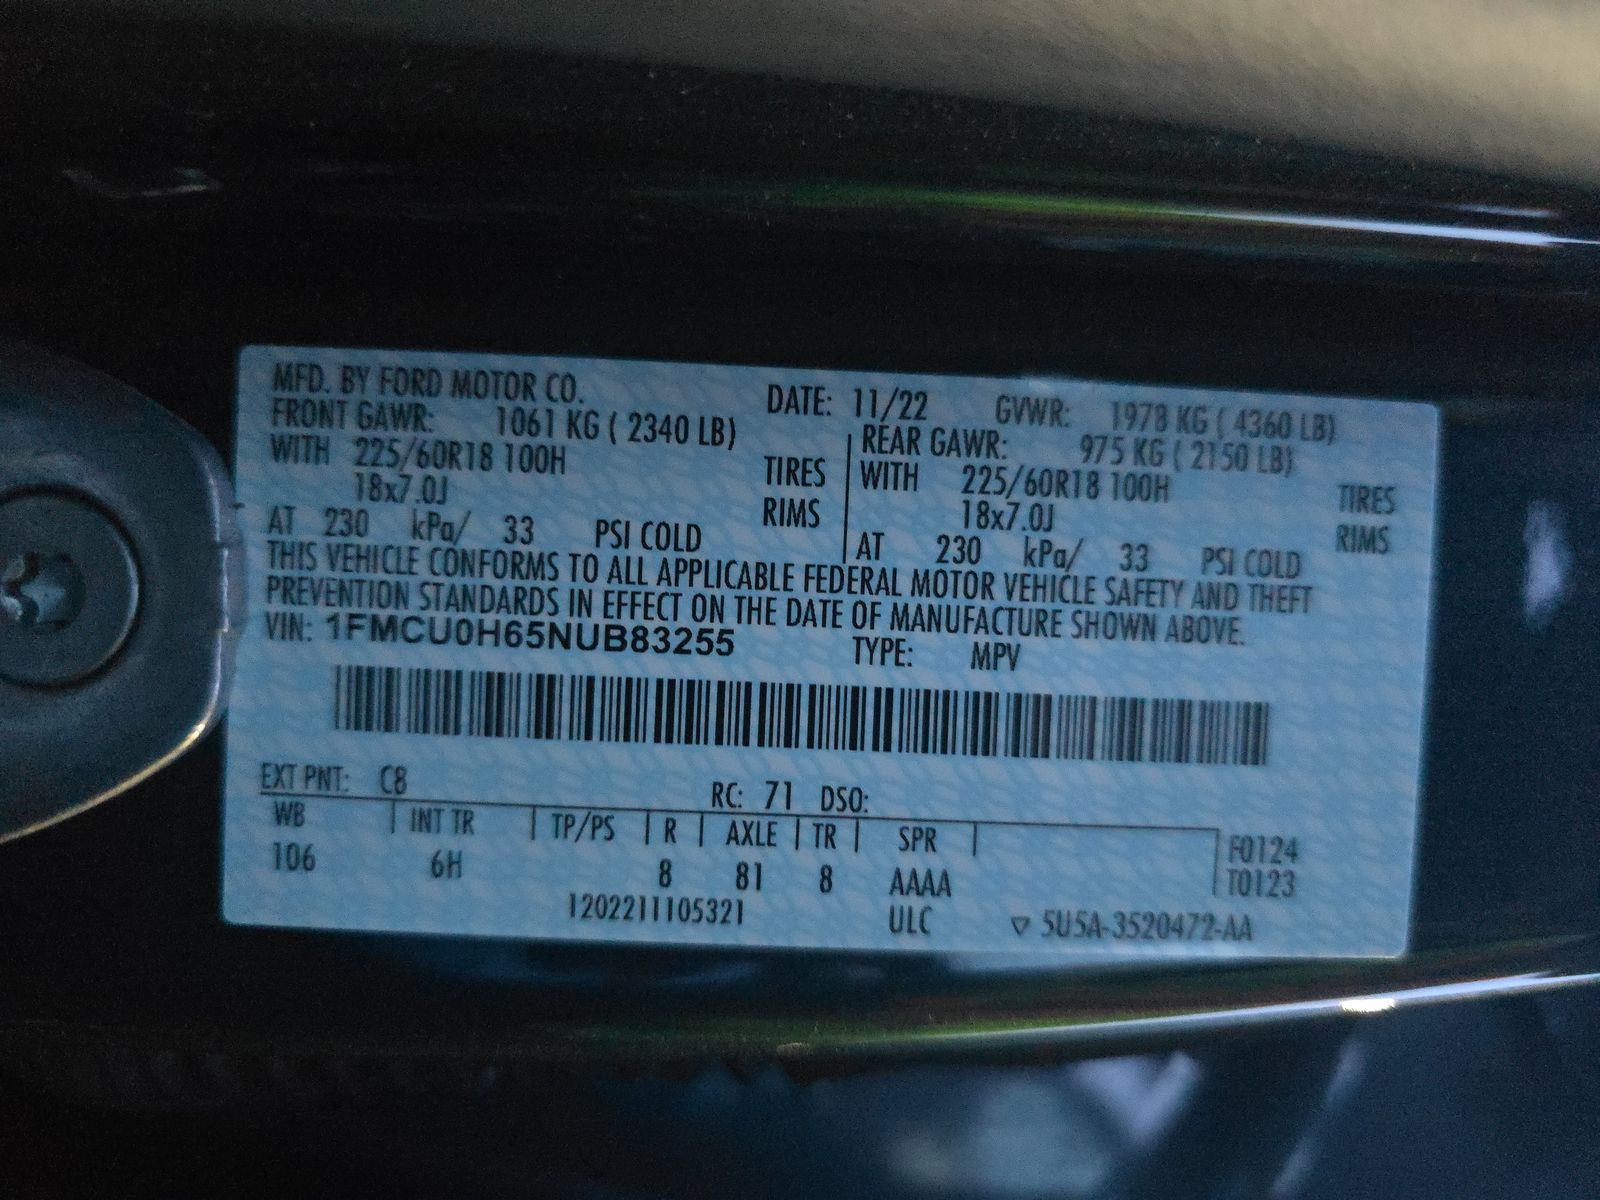 MFD. BY FORD MOTOR CO. DATE: 11/22 GVWR: 1978 KG ( 4360 LB)
FRONT GAWR: 1061 KG ( 2340 LB) REAR GAWR: 975 KG ( 2150 LB)
WITH 225/60R18 100H TIRES WITH 225/60R18 100H TIRES
18x7.0J RIMS 18x7.0J RIMS
AT 230 kPa/ 33 PSI COLD AT 230 kPa/ 33 PSI COLD
THIS VEHICLE CONFORMS TO ALL APPLICABLE FEDERAL MOTOR VEHICLE SAFETY AND THEFT
PREVENTION STANDARDS IN EFFECT ON THE DATE OF MANUFACTURE SHOWN ABOVE.
VIN: 1FMCU0H65NUB83255 TYPE: MPV
EXT PNT: C8 RC: 71 DSO:
WB INT TR TP/PS R AXLE TR SPR F0124
106 6H 8 81 8 AAAA T0123
1202211105321 ULC ▽ 5U5A-3520472-AA